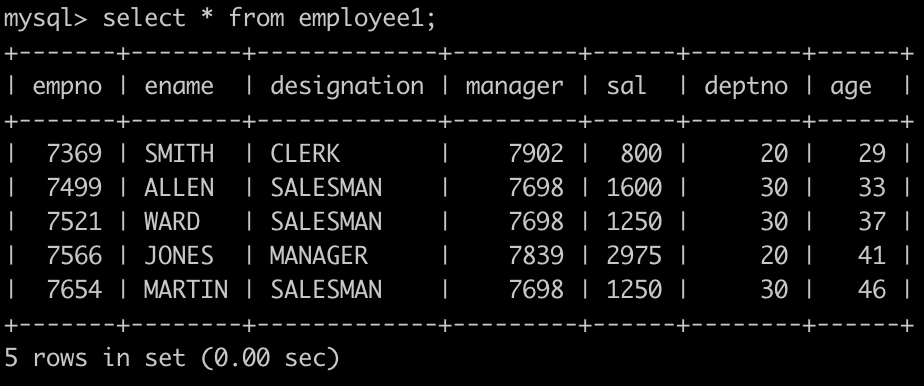 mysql> select * from employee1;
+-------+--------+-------------+---------+------+--------+------+
| empno | ename  | designation | manager | sal  | deptno | age  |
+-------+--------+-------------+---------+------+--------+------+
|  7369 | SMITH  | CLERK       |    7902 |  800 |     20 |   29 |
|  7499 | ALLEN  | SALESMAN    |    7698 | 1600 |     30 |   33 |
|  7521 | WARD   | SALESMAN    |    7698 | 1250 |     30 |   37 |
|  7566 | JONES  | MANAGER     |    7839 | 2975 |     20 |   41 |
|  7654 | MARTIN | SALESMAN    |    7698 | 1250 |     30 |   46 |
+-------+--------+-------------+---------+------+--------+------+
5 rows in set (0.00 sec)